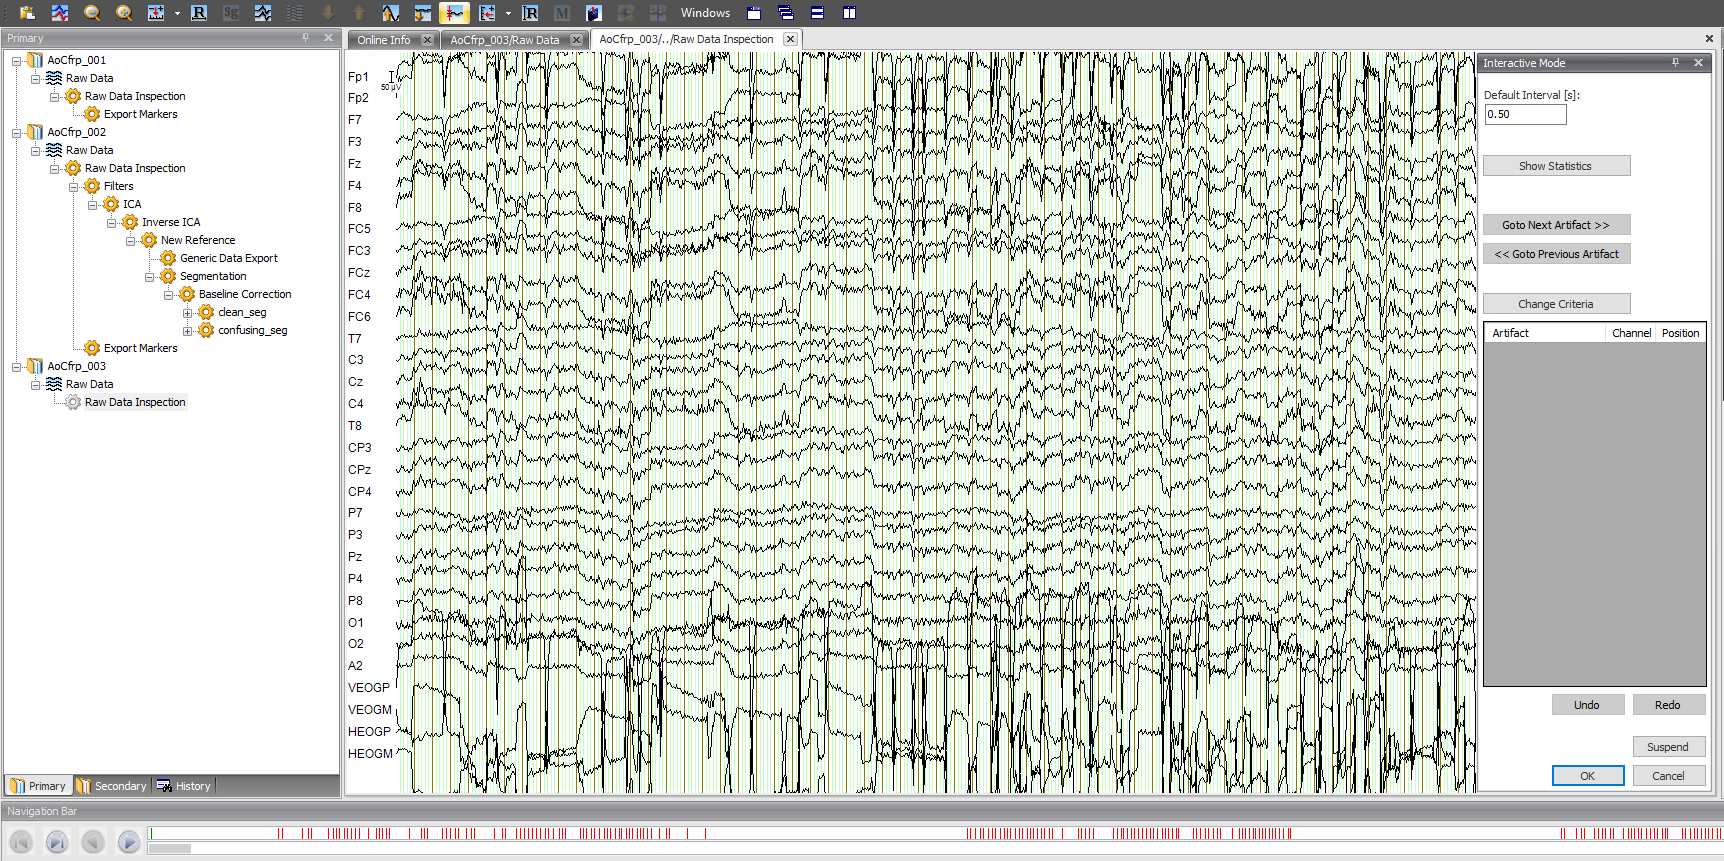 R
Sg
R
M
Windows
Primary
Online Info
AoCfrp_003/Raw Data
AoCfrp_003/../Raw Data Inspection
AoCfrp_001
Raw Data
Raw Data Inspection
Export Markers
AoCfrp_002
Raw Data
Raw Data Inspection
Filters
ICA
Inverse ICA
New Reference
Generic Data Export
Segmentation
Baseline Correction
clean_seg
confusing_seg
Export Markers
AoCfrp_003
Raw Data
Raw Data Inspection
Fp1
50 µV
Fp2
F7
F3
Fz
F4
F8
FC5
FC3
FCz
FC4
FC6
T7
C3
Cz
C4
T8
CP3
CPz
CP4
P7
P3
Pz
P4
P8
O1
O2
A2
VEOGP
VEOGM
HEOGP
HEOGM
Interactive Mode
Default Interval [s]:
0.50
Show Statistics
Goto Next Artifact >>
<< Goto Previous Artifact
Change Criteria
Artifact Channel Position
Undo Redo
Suspend
OK Cancel
Primary Secondary History
Navigation Bar